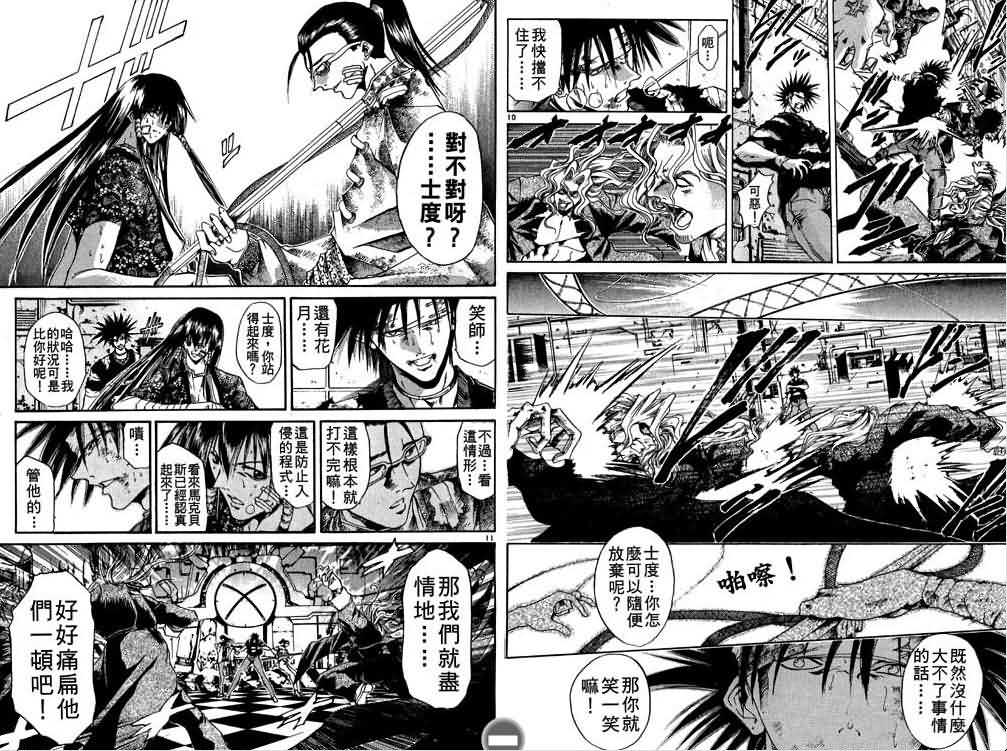 可惡！
呃…
我快擋不
住了…
10
啪嚓！
士度…你怎
麼可以隨便
放棄呢？
既然沒什麼
大不了事情
的話……
那你就
笑一笑
嘛！
對不對呀？
……士度？
笑師…
還有花
月……
士度，你站
得起來嗎？
哈哈……我
的狀況可是
比你好呢！
不過…看
這情形…
這樣根本就
打不完嘛！
這是防止入
侵的程式…
看來馬克貝
斯已經認真
起來了……
嘖…
管他的…
11
那我們就盡
情地……
好好痛扁他
們一頓吧！